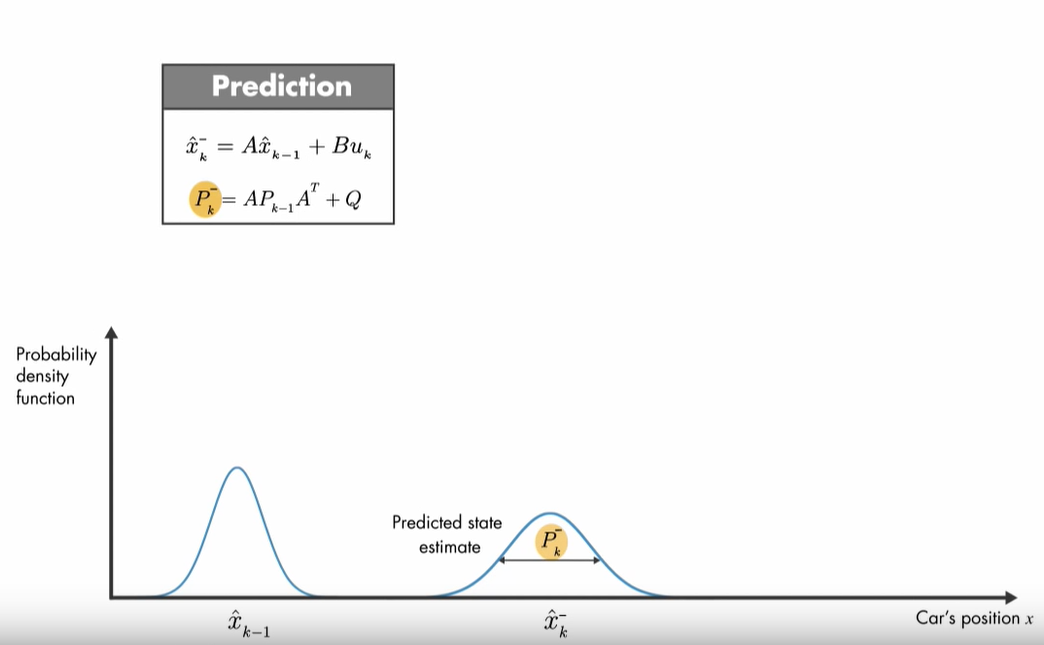 Prediction
x̂ₖ⁻ = Ax̂ₖ₋₁ + Buₖ
Pₖ⁻ = APₖ₋₁Aᵀ + Q
Probability
density
function
Predicted state
estimate
Pₖ⁻
x̂ₖ₋₁
x̂ₖ⁻
Car's position x